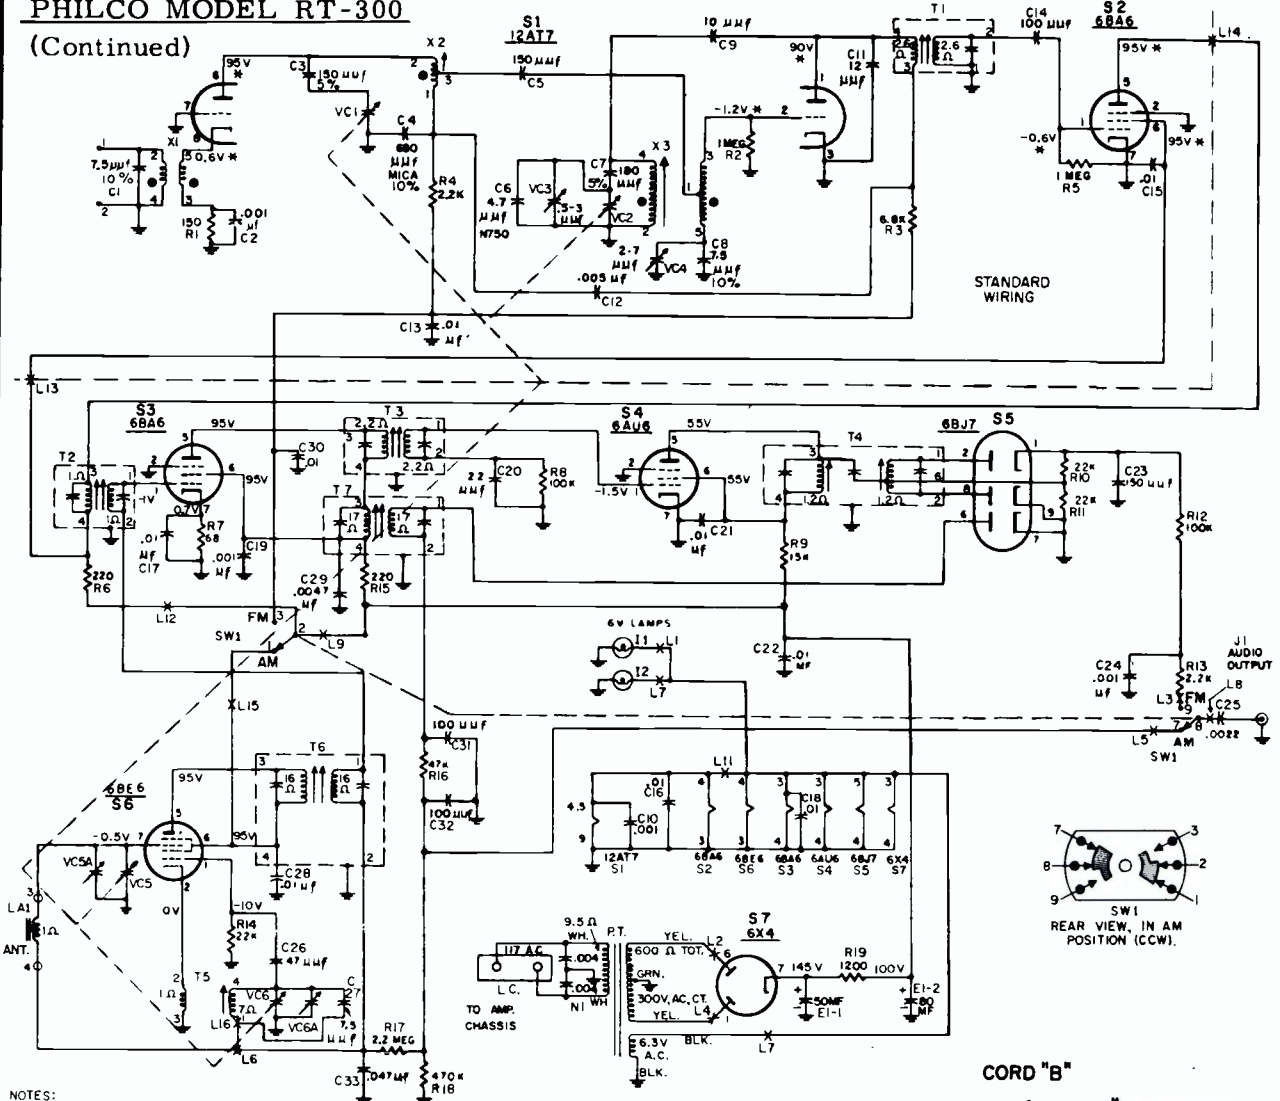 PHILCO MODEL RT-300
(Continued)
S1
12AT7
S2
6BA6
T1
X2
C3
150 μμf
5%
VC1
C4
680
μμf
MICA
10%
R4
2.2K
95V
*
0.6V *
X1
7.5 μμf
10%
C1
150
R1
.001
μf
C2
150 μμf
C5
10 μμf
C9
90V
*
C11
12
μμf
-1.2V *
1 MEG
R2
2.6
Ω
2.6
Ω
C14
100 μμf
95V *
L14
-0.6V
*
1 MEG
R5
95V *
.01
C15
X3
C7
180
μμf
5%
C6
4.7
μμf
N750
VC3
.5-3
μμf
VC2
2.7
μμf
VC4
C8
7.5
μμf
10%
6.8K
R3
.005 μf
C12
C13
.01
μf
STANDARD
WIRING
L13
S3
6BA6
95V
T3
2.2Ω
2.2Ω
S4
6AU6
55V
T4
6BJ7
S5
C30
.01
T2
1Ω
1Ω
-1V
0.7V
95V
.01
μf
C17
R7
68
.001
μf
C19
T7
17
Ω
17
Ω
22
μμf
C20
R8
100K
-1.5V
55V
.01
μf
C21
1.2Ω
1.2Ω
R9
15K
22K
R10
22K
R11
C23
150 μμf
R12
100K
220
R6
L12
C29
.0047
μf
220
R15
FM
SW1
AM
L9
6V LAMPS
I1
L1
I2
L7
C22
.01
MF
C24
.001
μf
R13
2.2K
L3
FM
J1
AUDIO
OUTPUT
L8
C25
.0022
L5
AM
SW1
L15
100 μμf
C31
47K
R16
100 μμf
C32
T6
16
Ω
16
Ω
6BE6
S6
95V
-0.5V
95V
VC5A
VC5
0V
-10V
R14
22K
C28
.01 μf
C26
47 μμf
LA1
1Ω
ANT.
T5
1Ω
7Ω
L16
VC6
VC6A
C
27
7.5
μμf
L6
R17
2.2 MEG
C33
.047μf
470K
R18
L11
.01
C16
C10
.001
C18
.01
12AT7
S1
6BA6
S2
6BE6
S6
6BA6
S3
6AU6
S4
6BJ7
S5
6X4
S7
SW1
REAR VIEW, IN AM
POSITION (CCW).
117 A.C.
L.C.
TO AMP.
CHASSIS
9.5 Ω
WH.
.004
.004
N1
WH
P.T.
YEL.
600 Ω TOT.
GRN.
300V, AC, CT.
YEL.
6.3V
A.C.
BLK.
BLK.
L2
L4
L7
S7
6X4
145V
R19
1200
100V
50MF
E1-1
E1-2
80
MF
CORD "B"
NOTES: